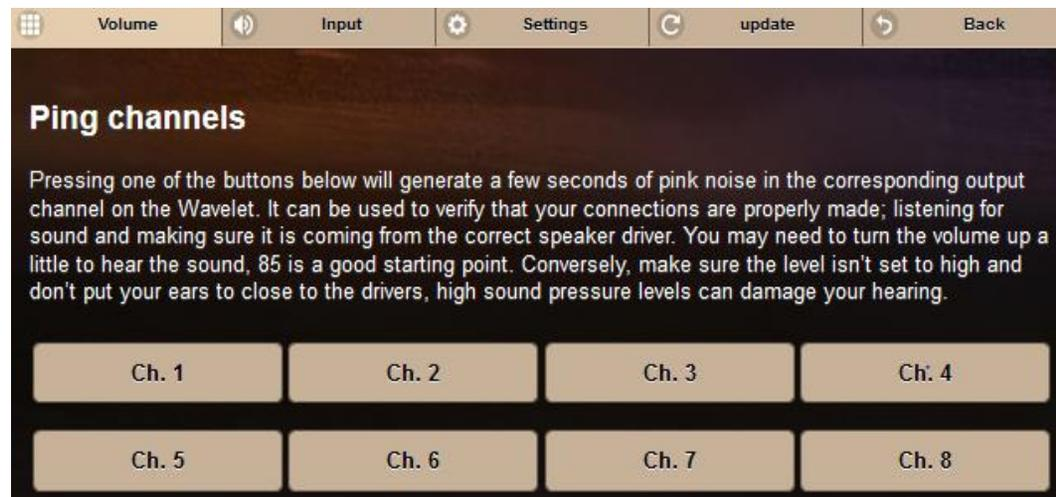 Volume Input Settings update Back
Ping channels
Pressing one of the buttons below will generate a few seconds of pink noise in the corresponding output
channel on the Wavelet. It can be used to verify that your connections are properly made; listening for
sound and making sure it is coming from the correct speaker driver. You may need to turn the volume up a
little to hear the sound, 85 is a good starting point. Conversely, make sure the level isn't set to high and
don't put your ears to close to the drivers, high sound pressure levels can damage your hearing.
Ch. 1 Ch. 2 Ch. 3 Ch. 4
Ch. 5 Ch. 6 Ch. 7 Ch. 8